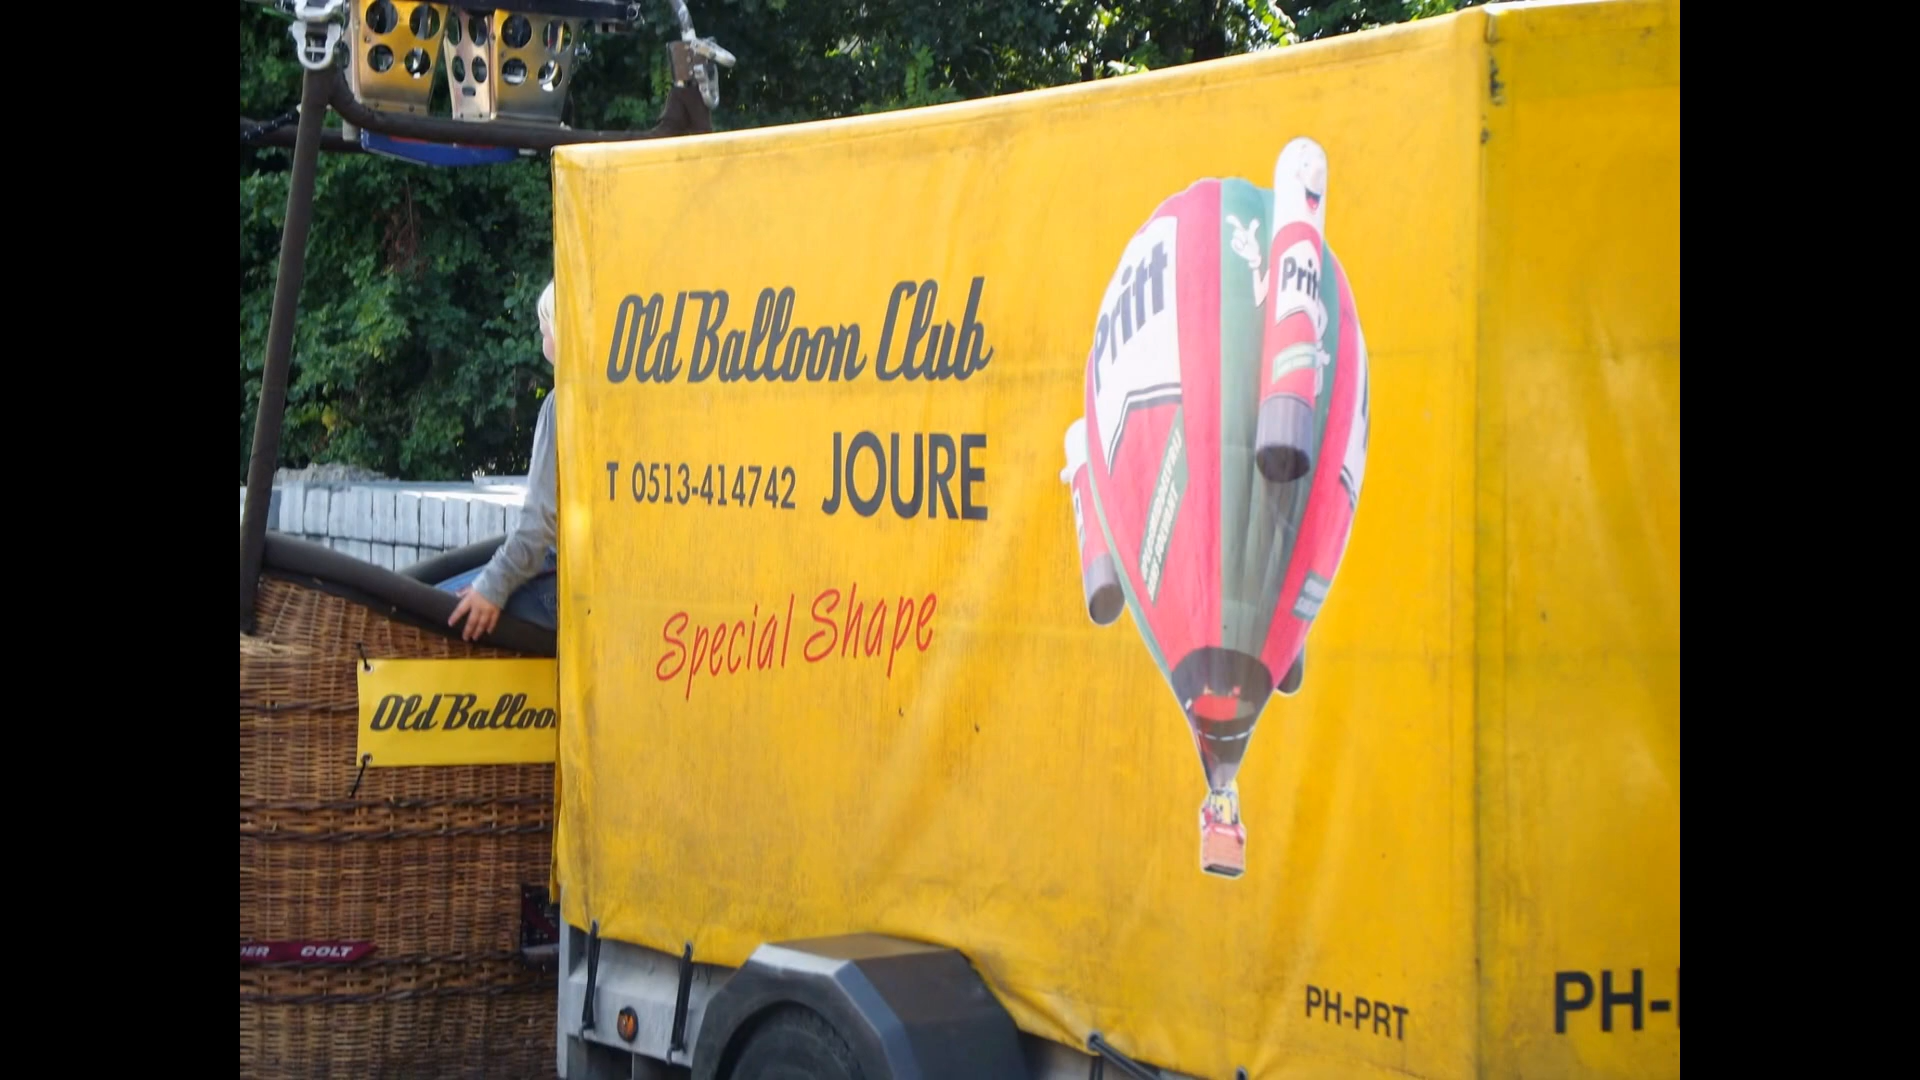 Old Balloon Club
T 0513-414742 JOURE
Special Shape
Pritt
Pritt
Old Balloon
COLT
PH-PRT
PH-